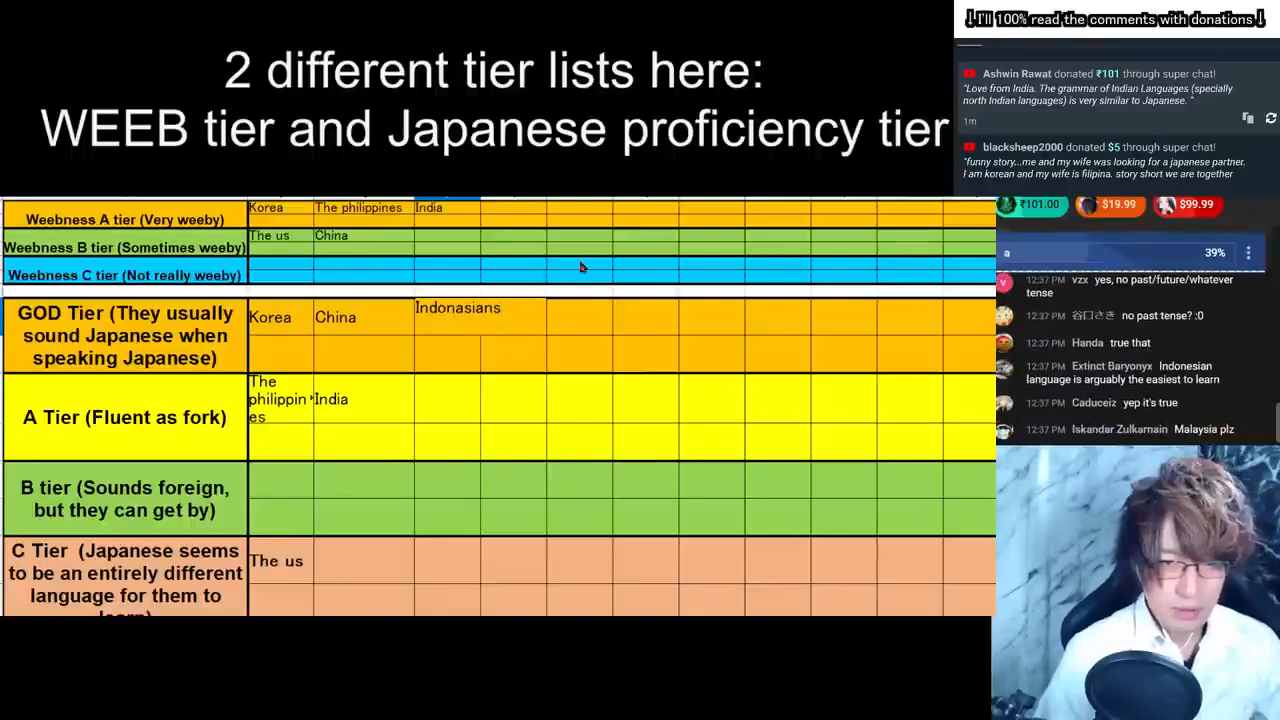 2 different tier lists here:
WEEB tier and Japanese proficiency tier
Weebness A tier (Very weeby)
Korea
The philippines
India
Weebness B tier (Sometimes weeby)
The us
China
Weebness C tier (Not really weeby)
GOD Tier (They usually
sound Japanese when
speaking Japanese)
Korea
China
Indonasians
A Tier (Fluent as fork)
The
philippin
es
India
B tier (Sounds foreign,
but they can get by)
C Tier (Japanese seems
to be an entirely different
language for them to
learn)
The us
↓I'll 100% read the comments with donations↓
Ashwin Rawat donated ₹101 through super chat!
"Love from India. The grammar of Indian Languages (specially
north Indian languages) is very similar to Japanese. "
1m
blacksheep2000 donated $5 through super chat!
"funny story...me and my wife was looking for a japanese partner.
I am korean and my wife is filipina. story short we are together
₹101.00
$19.99
$99.99
a
39%
12:37 PM vzx yes, no past/future/whatever
tense
12:37 PM 谷口さき no past tense? :0
12:37 PM Handa true that
12:37 PM Extinct Baryonyx Indonesian
language is arguably the easiest to learn
12:37 PM Caduceiz yep it's true
12:37 PM Iskandar Zulkarnain Malaysia plz